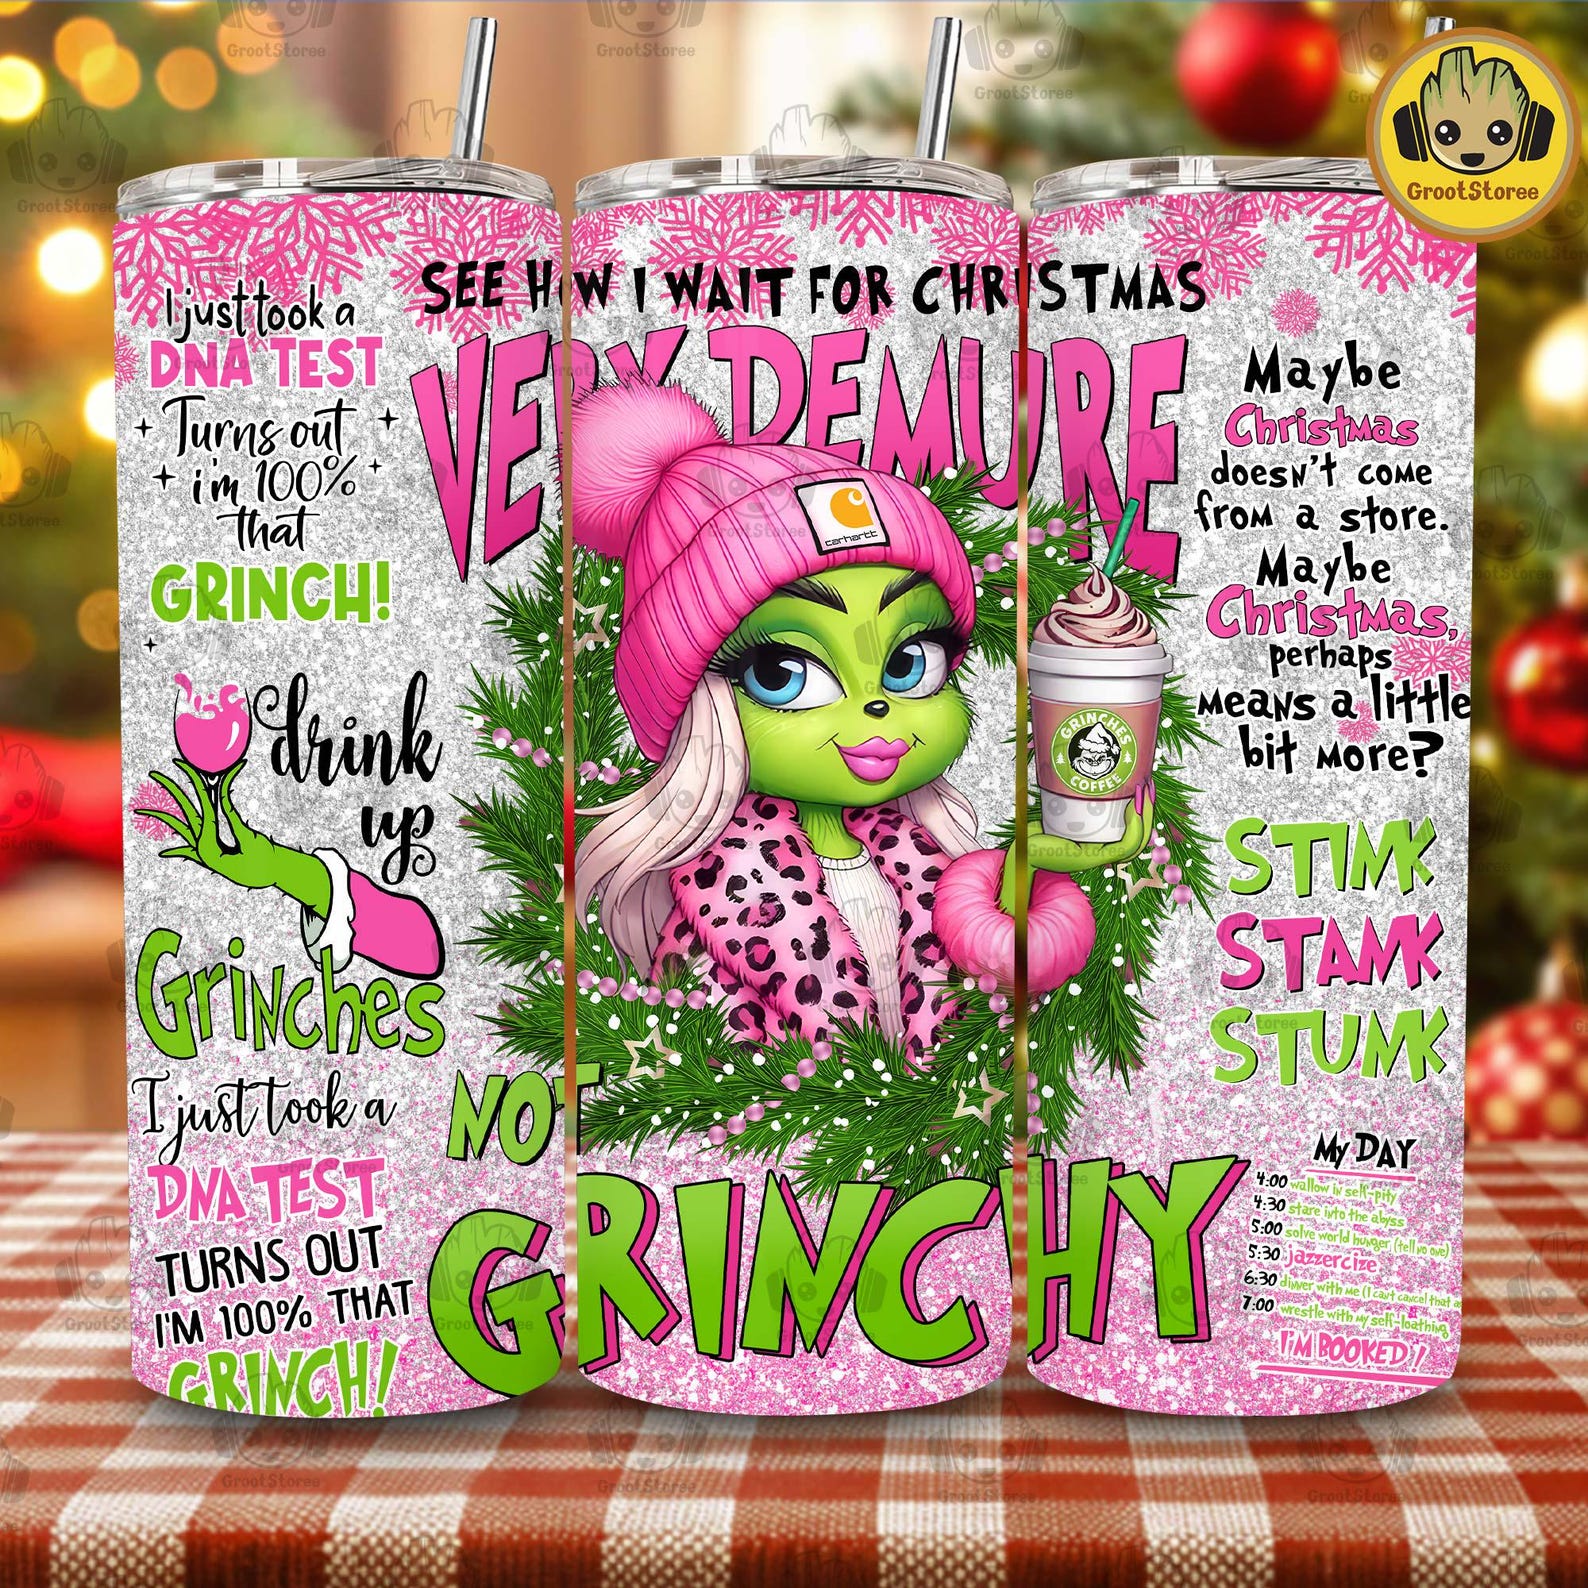 GrootStoree
I just took a
DNA TEST
Turns out
i'm 100%
that
GRINCH!
drink
up
Grinches
I just took a
DNA TEST
TURNS OUT
I'M 100% THAT
GRINCH!
SEE H W I WAIT FOR CHRISTMAS
VERY DEMURE
carhartt
GRINCHES
COFFEE
NOT
GRINCHY
Maybe
Christmas
doesn't come
from a store.
Maybe
Christmas,
perhaps
means a little
bit more?
STINK
STANK
STUNK
My DAY
4:00 wallow in self-pity
4:30 stare into the abyss
5:00 solve world hunger (tell no one)
5:30 jazzercize
6:30 dinner with me (I cant cancel that a
7:00 wrestle with my self-loathing
I'M BOOKED!